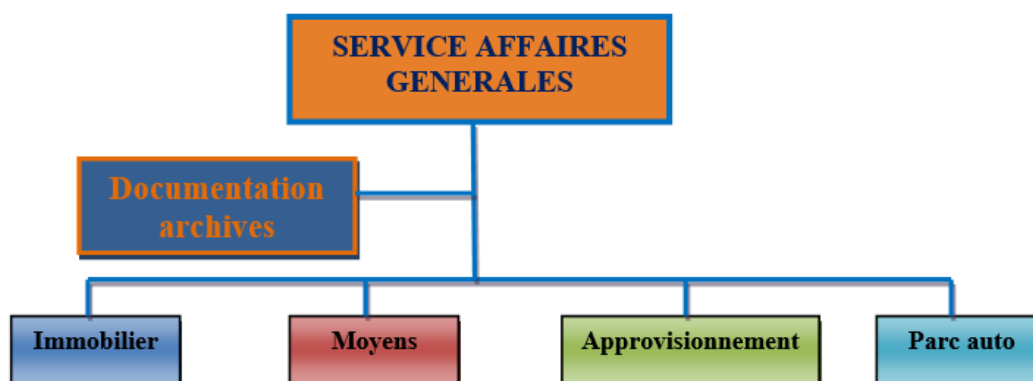 SERVICE AFFAIRES
GENERALES
Documentation
archives
Immobilier
Moyens
Approvisionnement
Parc auto